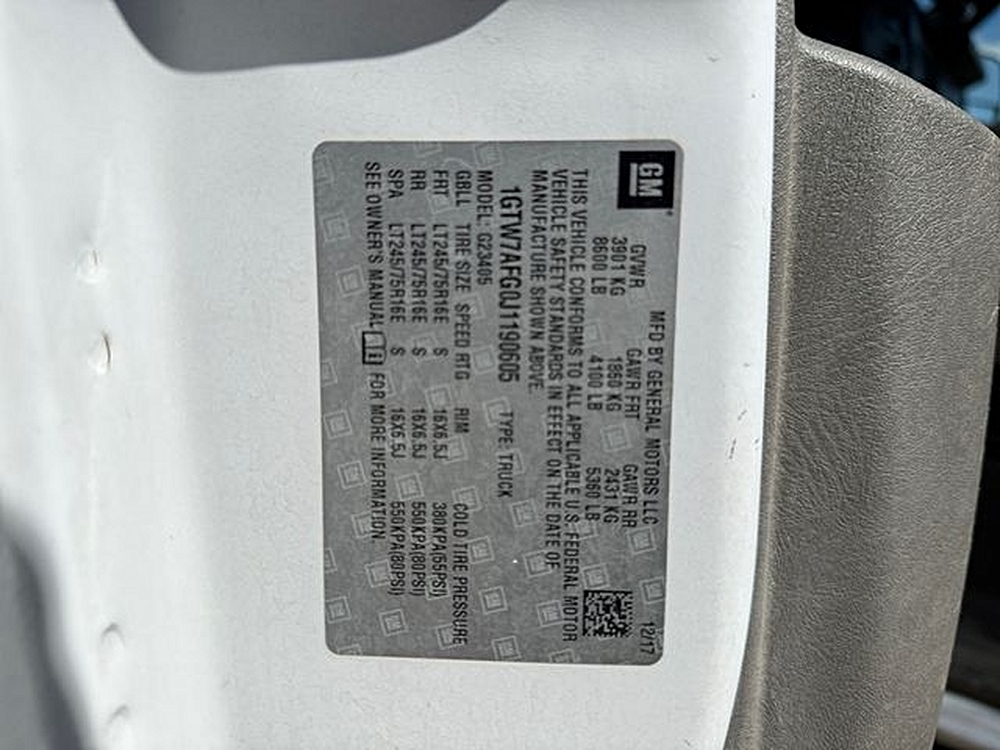 GM
MFD BY GENERAL MOTORS LLC 12/17
GVWR GAWR FRT GAWR RR
3901 KG 1860 KG 2431 KG
8600 LB 4100 LB 5360 LB
THIS VEHICLE CONFORMS TO ALL APPLICABLE U.S. FEDERAL MOTOR
VEHICLE SAFETY STANDARDS IN EFFECT ON THE DATE OF
MANUFACTURE SHOWN ABOVE.
1GTW7AFG0J1190605 TYPE: TRUCK
MODEL: G23405
GBLL TIRE SIZE SPEED RTG RIM COLD TIRE PRESSURE
FRT LT245/75R16E S 16X6.5J 380KPA(55PSI)
RR LT245/75R16E S 16X6.5J 550KPA(80PSI)
SPA LT245/75R16E S 16X6.5J 550KPA(80PSI)
SEE OWNER'S MANUAL i FOR MORE INFORMATION.